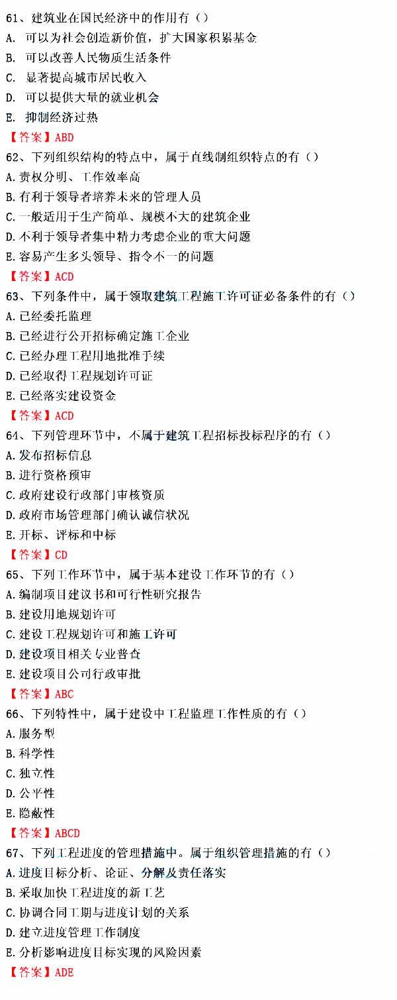 61、建筑业在国民经济中的作用有（）
A. 可以为社会创造新价值，扩大国家积累基金
B. 可以改善人民物质生活条件
C. 显著提高城市居民收入
D. 可以提供大量的就业机会
E. 抑制经济过热
【答案】ABD
62、下列组织结构的特点中，属于直线制组织特点的有（）
A.责权分明、工作效率高
B.有利于领导者培养未来的管理人员
C.一般适用于生产简单、规模不大的建筑企业
D.不利于领导者集中精力考虑企业的重大问题
E.容易产生多头领导、指令不一的问题
【答案】ACD
63、下列条件中，属于领取建筑工程施工许可证必备条件的有（）
A.已经委托监理
B.已经进行公开招标确定施工企业
C.已经办理工程用地批准手续
D.已经取得工程规划许可证
E.已经落实建设资金
【答案】ACD
64、下列管理环节中，不属于建筑工程招标投标程序的有（）
A.发布招标信息
B.进行资格预审
C.政府建设行政部门审核资质
D.政府市场管理部门确认诚信状况
E.开标、评标和中标
【答案】CD
65、下列工作环节中，属于基本建设工作环节的有（）
A.编制项目建议书和可行性研究报告
B.建设用地规划许可
C.建设工程规划许可和施工许可
D.建设项目相关专业普查
E.建设项目公司行政审批
【答案】ABC
66、下列特性中，属于建设中工程监理工作性质的有（）
A.服务型
B.科学性
C.独立性
D.公平性
E.隐蔽性
【答案】ABCD
67、下列工程进度的管理措施中。属于组织管理措施的有（）
A.进度目标分析、论证、分解及责任落实
B.采取加快工程进度的新工艺
C.协调合同工期与进度计划的关系
D.建立进度管理工作制度
E.分析影响进度目标实现的风险因素
【答案】ADE